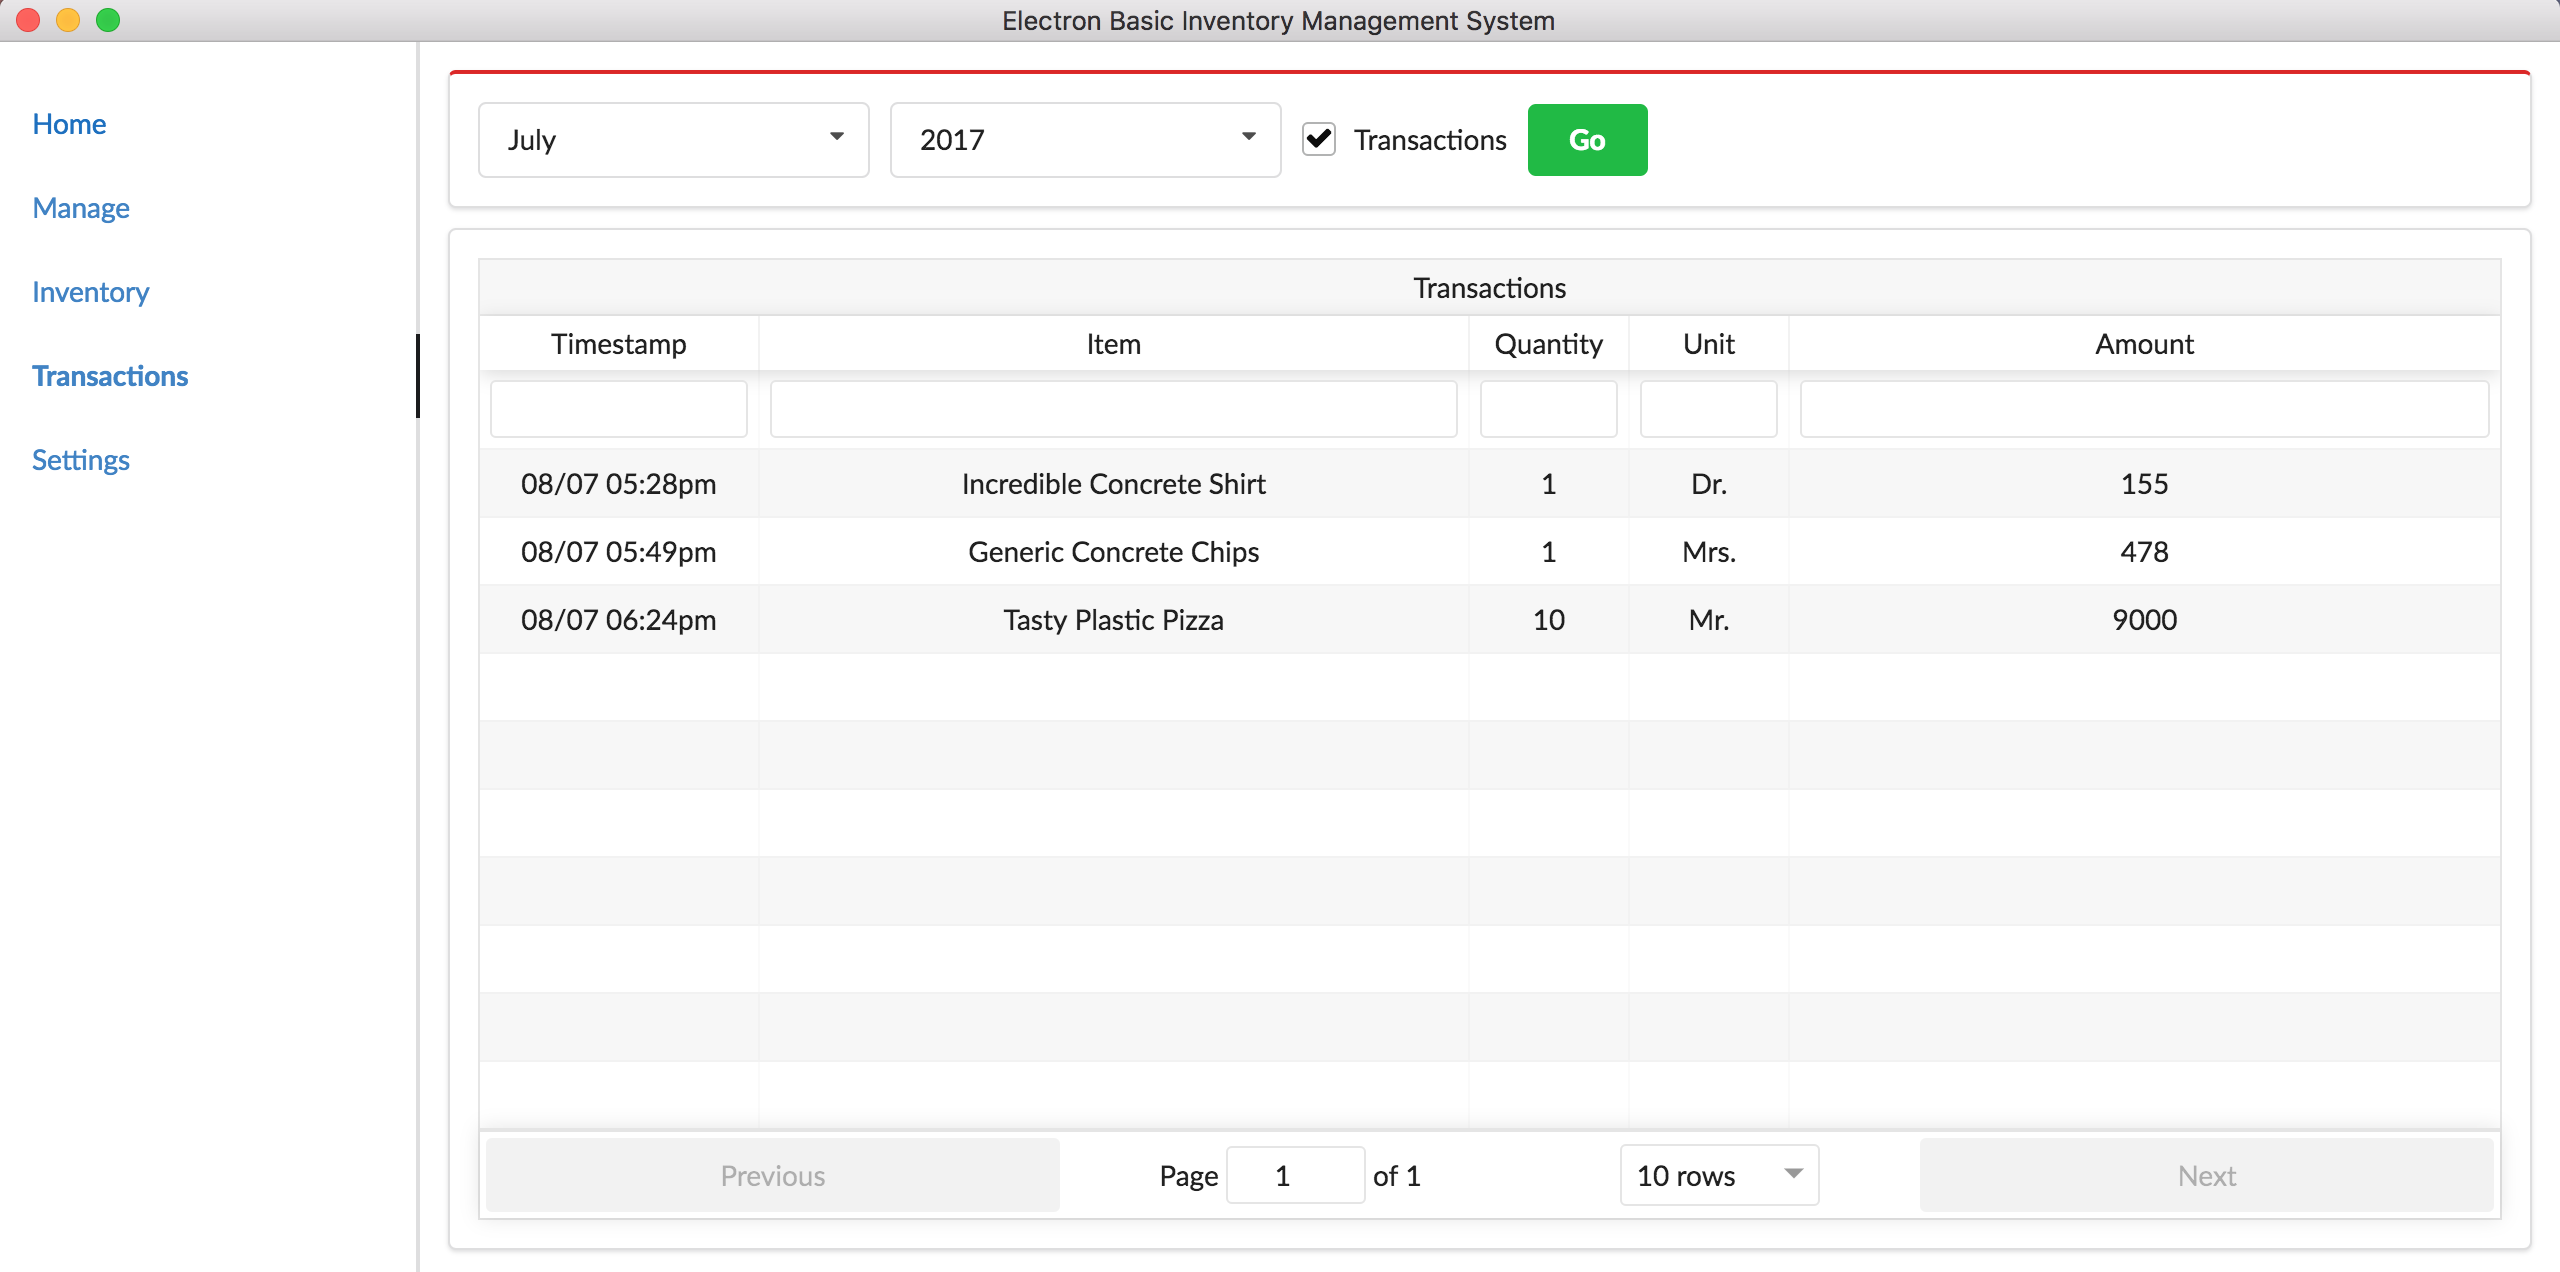 Electron Basic Inventory Management System
Home
Manage
Inventory
Transactions
Settings
July 2017 Transactions Go
Transactions
Timestamp Item Quantity Unit Amount
08/07 05:28pm Incredible Concrete Shirt 1 Dr. 155
08/07 05:49pm Generic Concrete Chips 1 Mrs. 478
08/07 06:24pm Tasty Plastic Pizza 10 Mr. 9000
Previous Page 1 of 1 10 rows Next